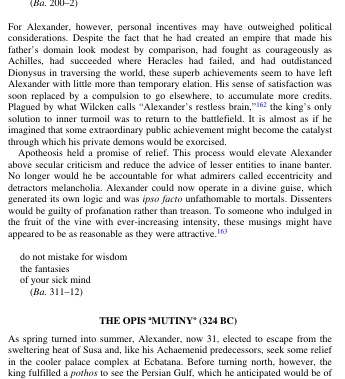 (Ba. 200–2)
For Alexander, however, personal incentives may have outweighed political
considerations. Despite the fact that he had created an empire that made his
father's domain look modest by comparison, had fought as courageously as
Achilles, had succeeded where Heracles had failed, and had outdistanced
Dionysus in traversing the world, these superb achievements seem to have left
Alexander with little more than temporary elation. His sense of satisfaction was
soon replaced by a compulsion to go elsewhere, to accumulate more credits.
Plagued by what Wilcken calls “Alexander's restless brain,”162 the king's only
solution to inner turmoil was to return to the battlefield. It is almost as if he
imagined that some extraordinary public achievement might become the catalyst
through which his private demons would be exorcised.
Apotheosis held a promise of relief. This process would elevate Alexander
above secular criticism and reduce the advice of lesser entities to inane banter.
No longer would he be accountable for what admirers called eccentricity and
detractors melancholia. Alexander could now operate in a divine guise, which
generated its own logic and was ipso facto unfathomable to mortals. Dissenters
would be guilty of profanation rather than treason. To someone who indulged in
the fruit of the vine with ever-increasing intensity, these musings might have
appeared to be as reasonable as they were attractive.163
do not mistake for wisdom
the fantasies
of your sick mind
(Ba. 311–12)
THE OPIS “MUTINY” (324 BC)
As spring turned into summer, Alexander, now 31, elected to escape from the
sweltering heat of Susa and, like his Achaemenid predecessors, seek some relief
in the cooler palace complex at Ecbatana. Before turning north, however, the
king fulfilled a pothos to see the Persian Gulf, which he anticipated would be of